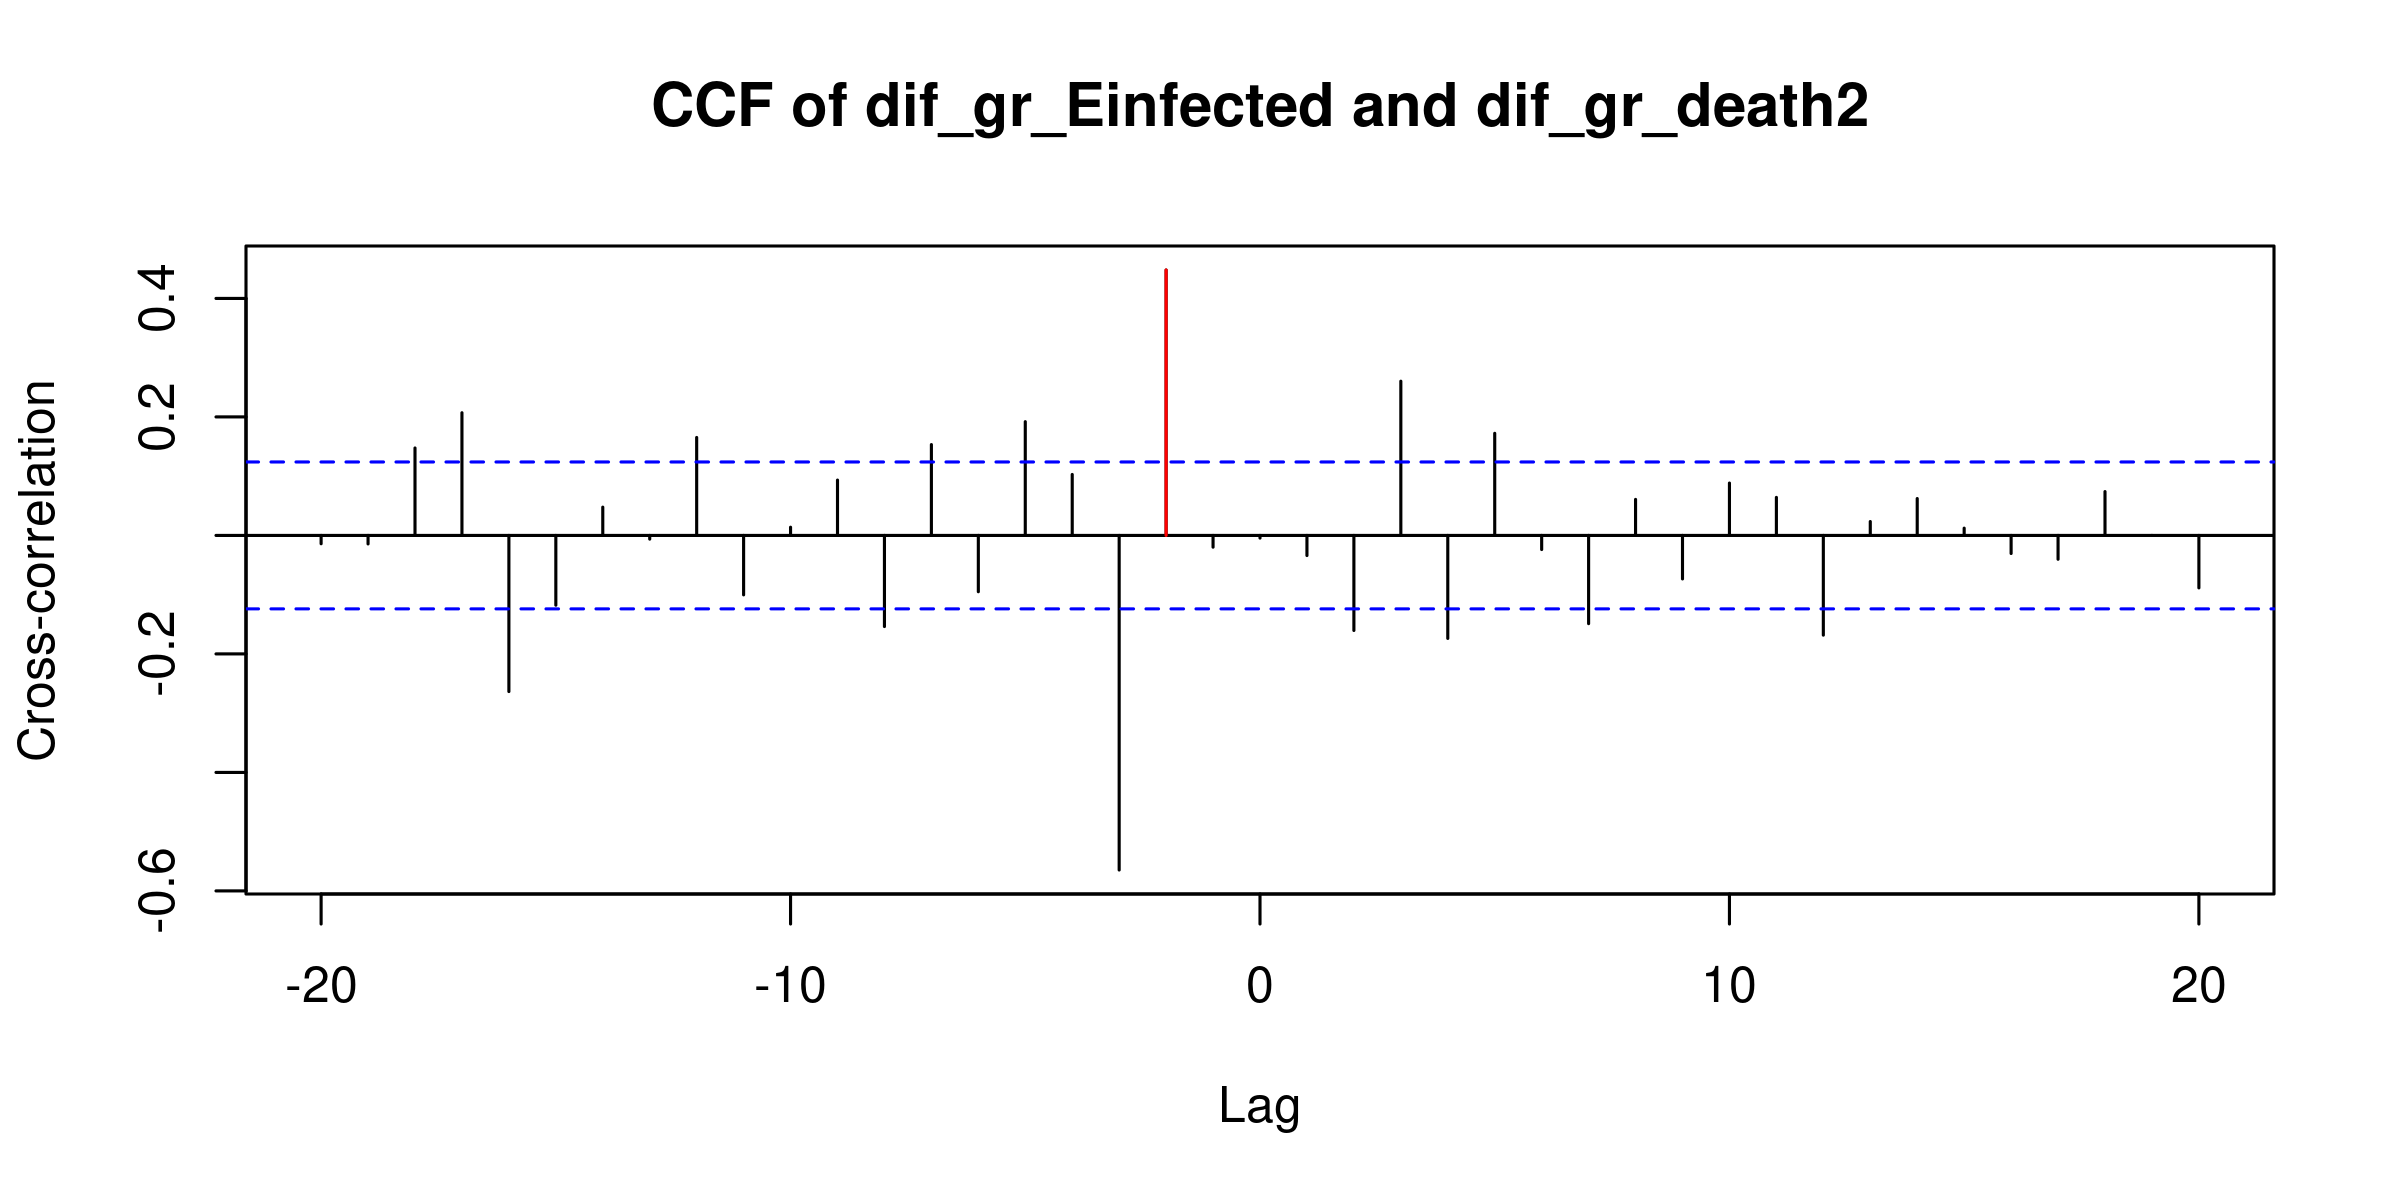 CCF of dif_gr_Einfected and dif_gr_death2
Cross-correlation
0.4
0.2
-0.2
-0.6
-20 -10 0 10 20
Lag